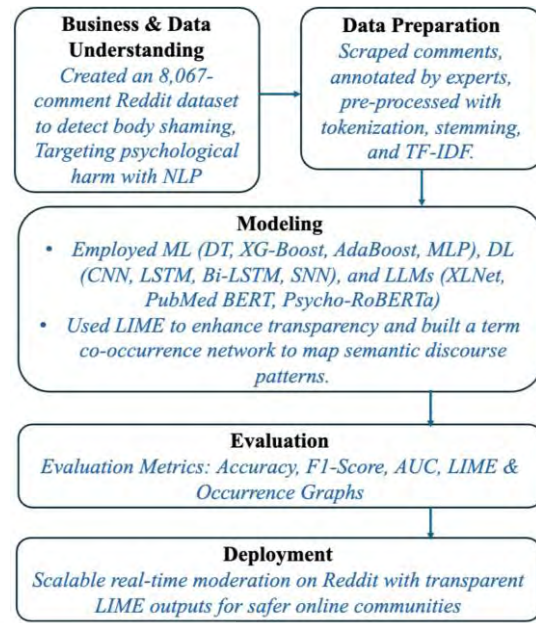 Business & Data
Understanding
Created an 8,067-
comment Reddit dataset
to detect body shaming,
Targeting psychological
harm with NLP
Data Preparation
Scraped comments,
annotated by experts,
pre-processed with
tokenization, stemming,
and TF-IDF.
Modeling
• Employed ML (DT, XG-Boost, AdaBoost, MLP), DL
(CNN, LSTM, Bi-LSTM, SNN), and LLMs (XLNet,
PubMed BERT, Psycho-RoBERTa)
• Used LIME to enhance transparency and built a term
co-occurrence network to map semantic discourse
patterns.
Evaluation
Evaluation Metrics: Accuracy, F1-Score, AUC, LIME &
Occurrence Graphs
Deployment
Scalable real-time moderation on Reddit with transparent
LIME outputs for safer online communities